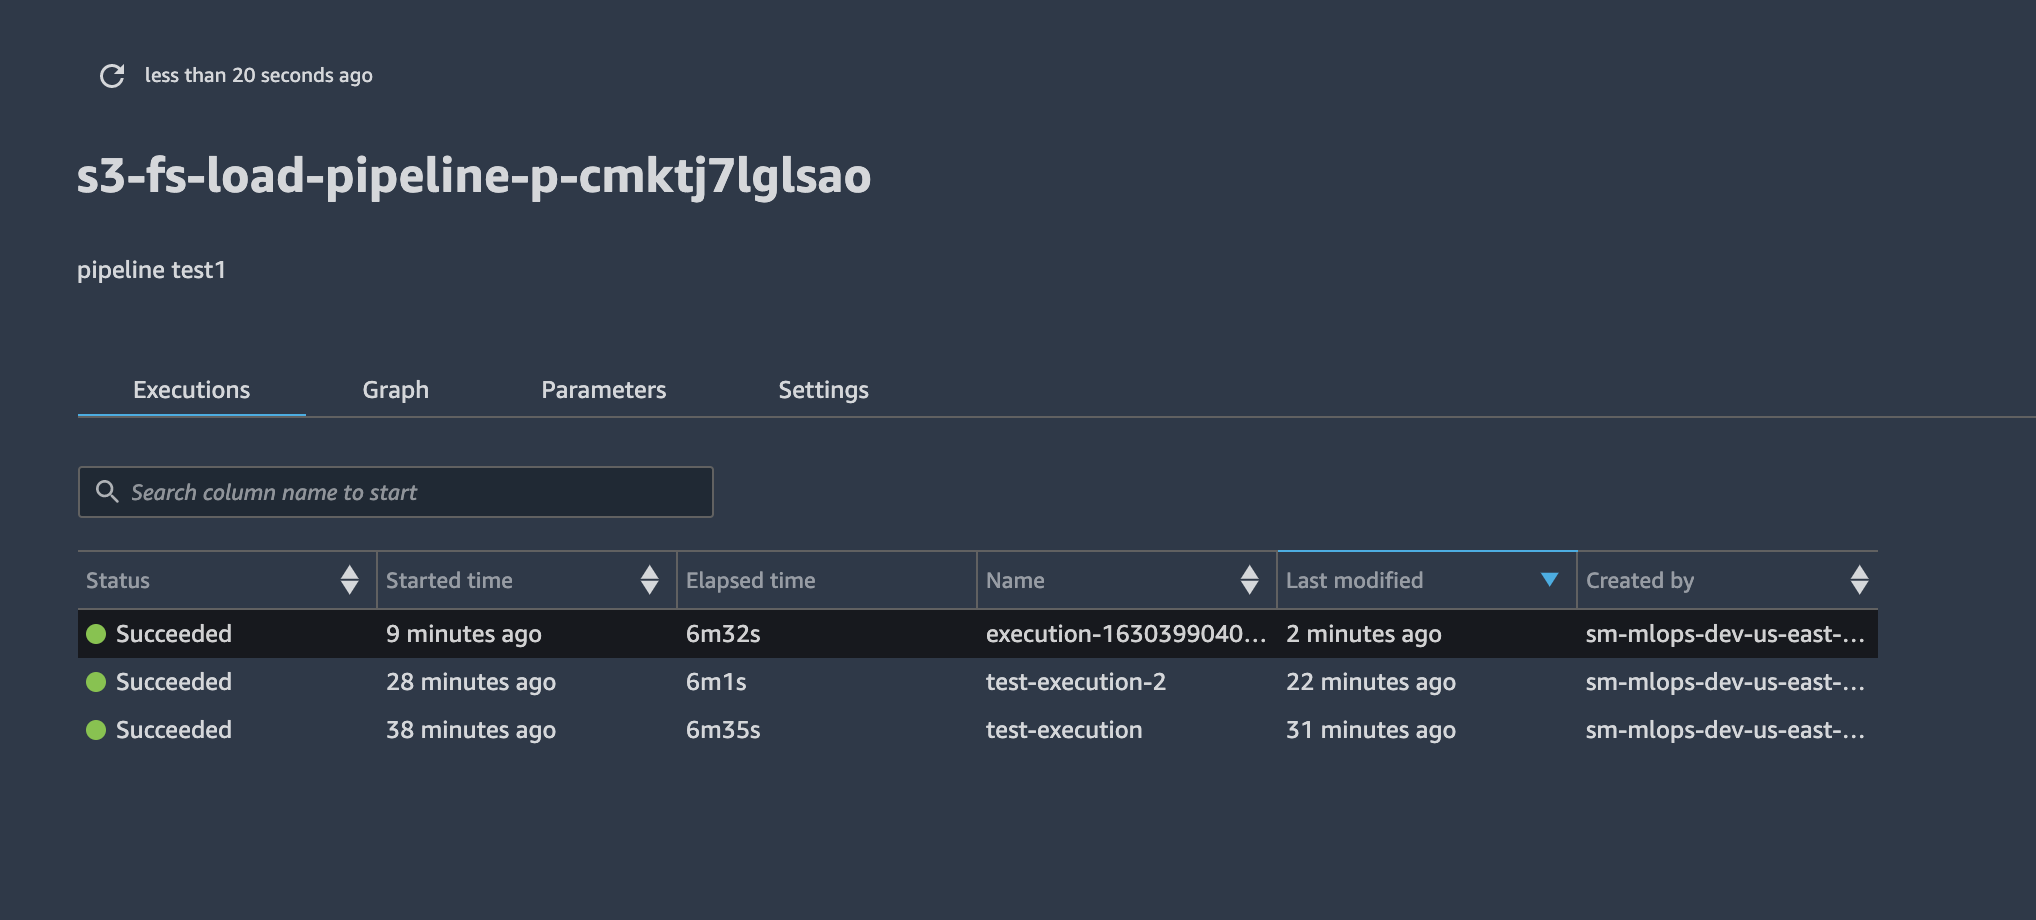 less than 20 seconds ago
s3-fs-load-pipeline-p-cmktj7lglsao
pipeline test1
Executions Graph Parameters Settings
Search column name to start
Status Started time Elapsed time Name Last modified Created by
Succeeded 9 minutes ago 6m32s execution-1630399040... 2 minutes ago sm-mlops-dev-us-east-...
Succeeded 28 minutes ago 6m1s test-execution-2 22 minutes ago sm-mlops-dev-us-east-...
Succeeded 38 minutes ago 6m35s test-execution 31 minutes ago sm-mlops-dev-us-east-...